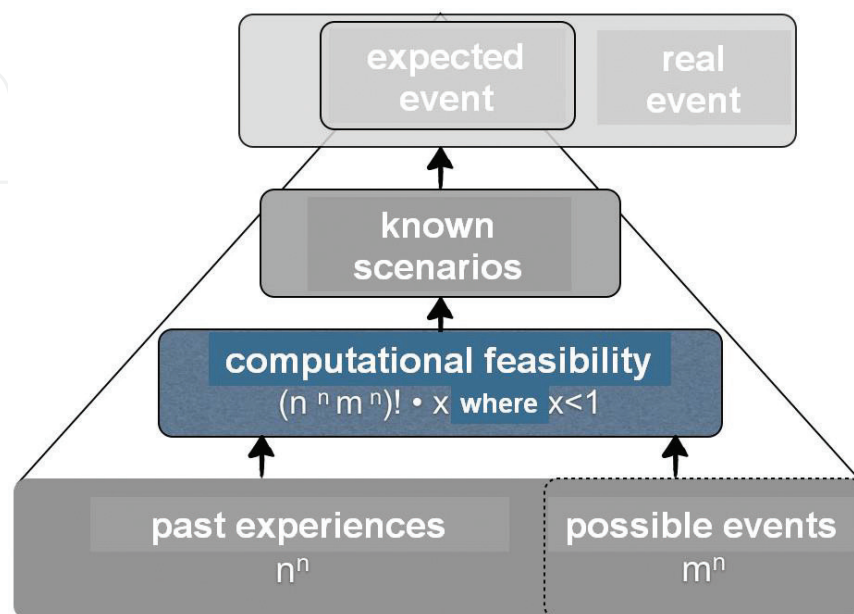 expected
event
real
event
known
scenarios
computational feasibility
(n ⁿ m ⁿ)! • x where x<1
past experiences
nⁿ
possible events
mⁿ